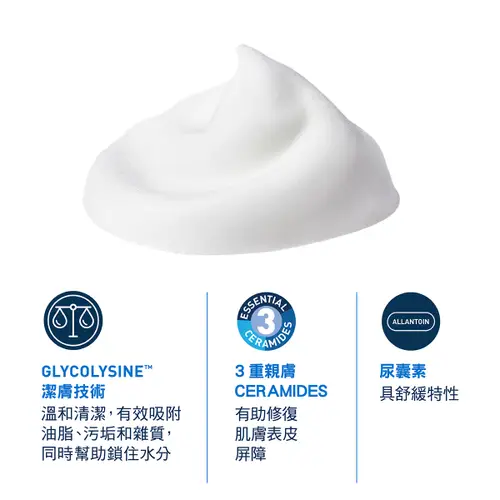 ESSENTIAL
3
CERAMIDES
ALLANTOIN
GLYCOLYSINE™
潔膚技術
溫和清潔，有效吸附
油脂、污垢和雜質，
同時幫助鎖住水分
3 重親膚
CERAMIDES
有助修復
肌膚表皮
屏障
尿囊素
具舒緩特性